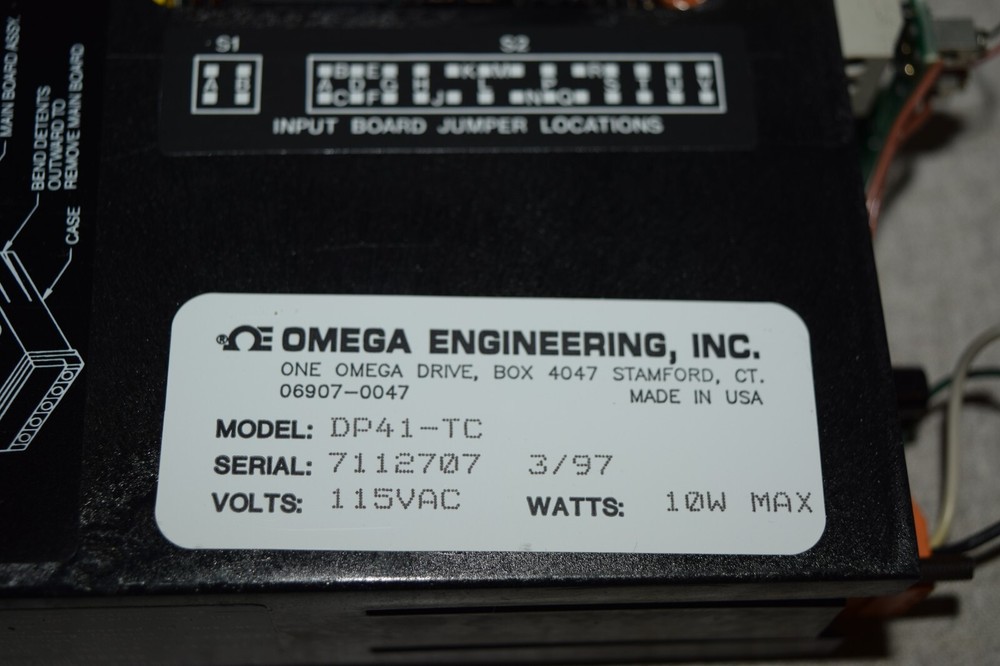 MAIN BOARD ASSY.
BEND DETENTS
OUTWARD TO
REMOVE MAIN BOARD
CASE
S1 S2
A B
B E K M R
A D G H L P S T U V
C F J N Q
INPUT BOARD JUMPER LOCATIONS
® OMEGA ENGINEERING, INC.
ONE OMEGA DRIVE, BOX 4047 STAMFORD, CT.
06907-0047 MADE IN USA
MODEL: DP41-TC
SERIAL: 7112707 3/97
VOLTS: 115VAC WATTS: 10W MAX